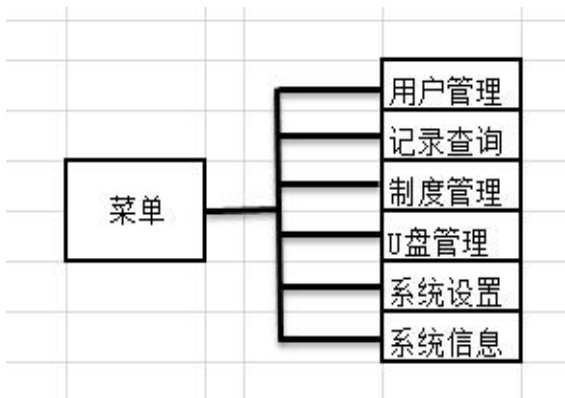 用户管理
记录查询
制度管理
菜单
U盘管理
系统设置
系统信息